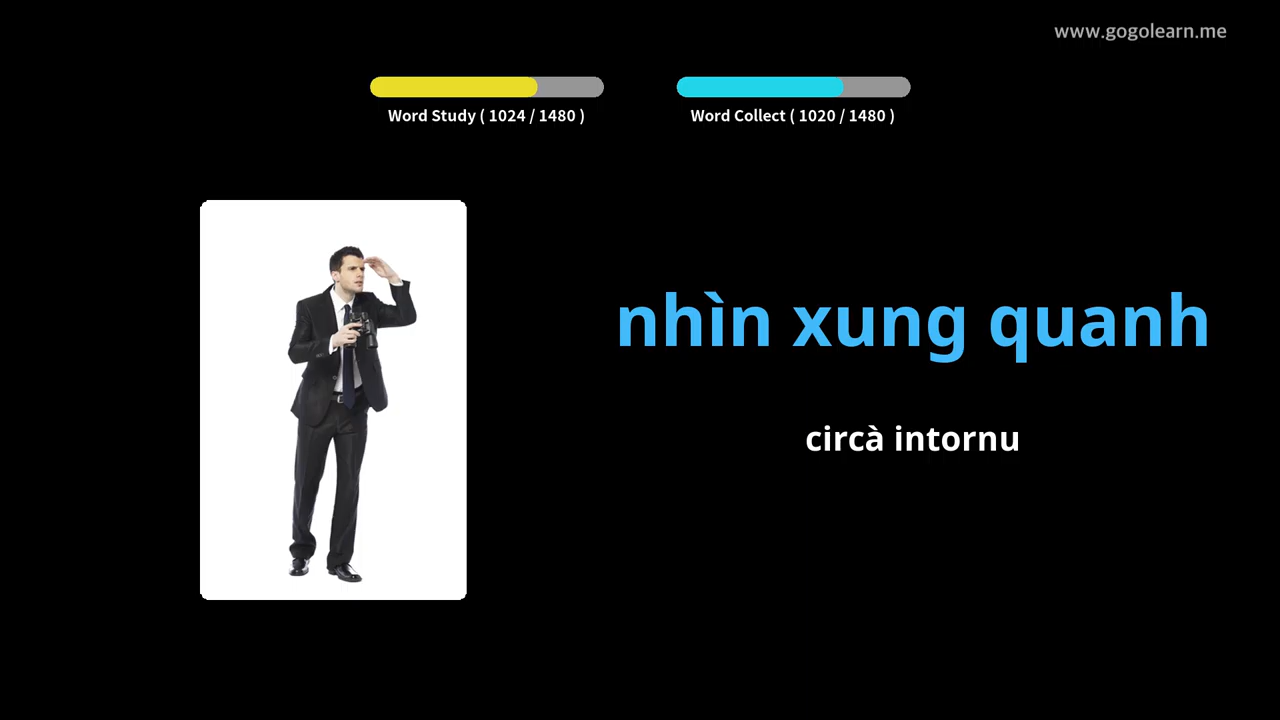 www.gogolearn.me
Word Study ( 1024 / 1480 )
Word Collect ( 1020 / 1480 )
nhìn xung quanh
circà intornu